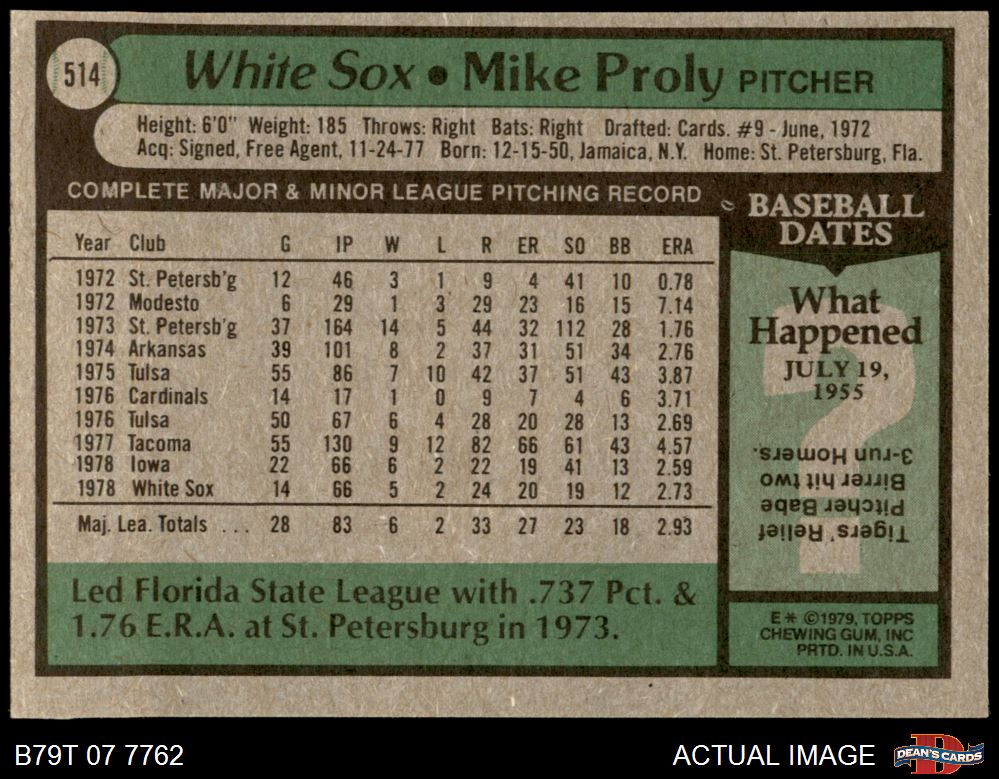 514
White Sox • Mike Proly PITCHER
Height: 6'0" Weight: 185 Throws: Right Bats: Right Drafted: Cards. #9 - June, 1972
Acq: Signed, Free Agent, 11-24-77 Born: 12-15-50, Jamaica, N.Y. Home: St. Petersburg, Fla.
COMPLETE MAJOR & MINOR LEAGUE PITCHING RECORD
Year Club G IP W L R ER SO BB ERA
1972 St. Petersb'g 12 46 3 1 9 4 41 10 0.78
1972 Modesto 6 29 1 3 29 23 16 15 7.14
1973 St. Petersb'g 37 164 14 5 44 32 112 28 1.76
1974 Arkansas 39 101 8 2 37 31 51 34 2.76
1975 Tulsa 55 86 7 10 42 37 51 43 3.87
1976 Cardinals 14 17 1 0 9 7 4 6 3.71
1976 Tulsa 50 67 6 4 28 20 28 13 2.69
1977 Tacoma 55 130 9 12 82 66 61 43 4.57
1978 Iowa 22 66 6 2 22 19 41 13 2.59
1978 White Sox 14 66 5 2 24 20 19 12 2.73
Maj. Lea. Totals ... 28 83 6 2 33 27 23 18 2.93
Led Florida State League with .737 Pct. &
1.76 E.R.A. at St. Petersburg in 1973.
BASEBALL
DATES
What
Happened
JULY 19,
1955
?
Tigers' Relief
Pitcher Babe
Birrer hit two
3-run Homers.
E* ©1979, TOPPS
CHEWING GUM, INC
PRTD. IN U.S.A.
B79T 07 7762
ACTUAL IMAGE
D
DEAN'S CARDS